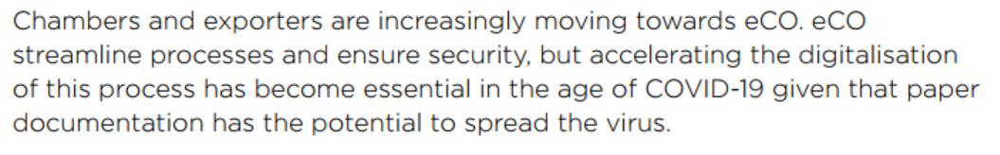 Chambers and exporters are increasingly moving towards eCO. eCO
streamline processes and ensure security, but accelerating the digitalisation
of this process has become essential in the age of COVID-19 given that paper
documentation has the potential to spread the virus.